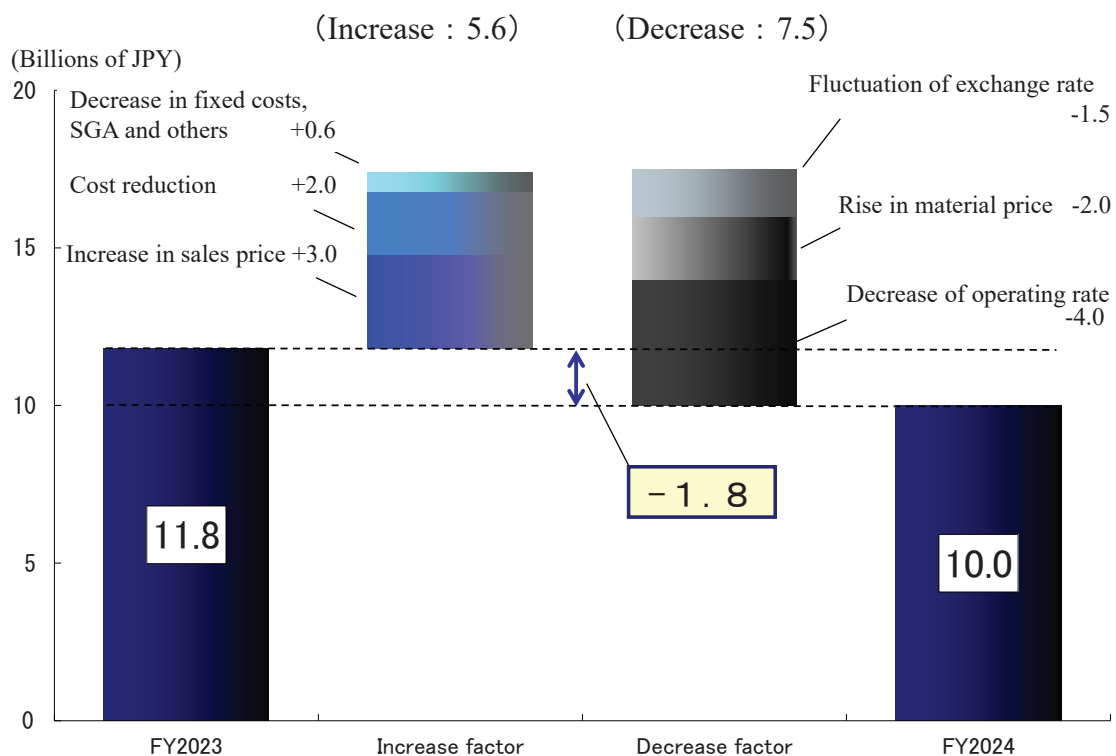 (Increase : 5.6) (Decrease : 7.5)
(Billions of JPY)
20
15
10
5
0
Decrease in fixed costs,
SGA and others +0.6
Cost reduction +2.0
Increase in sales price +3.0
Fluctuation of exchange rate
-1.5
Rise in material price -2.0
Decrease of operating rate
-4.0
－１．８
11.8
10.0
FY2023 Increase factor Decrease factor FY2024